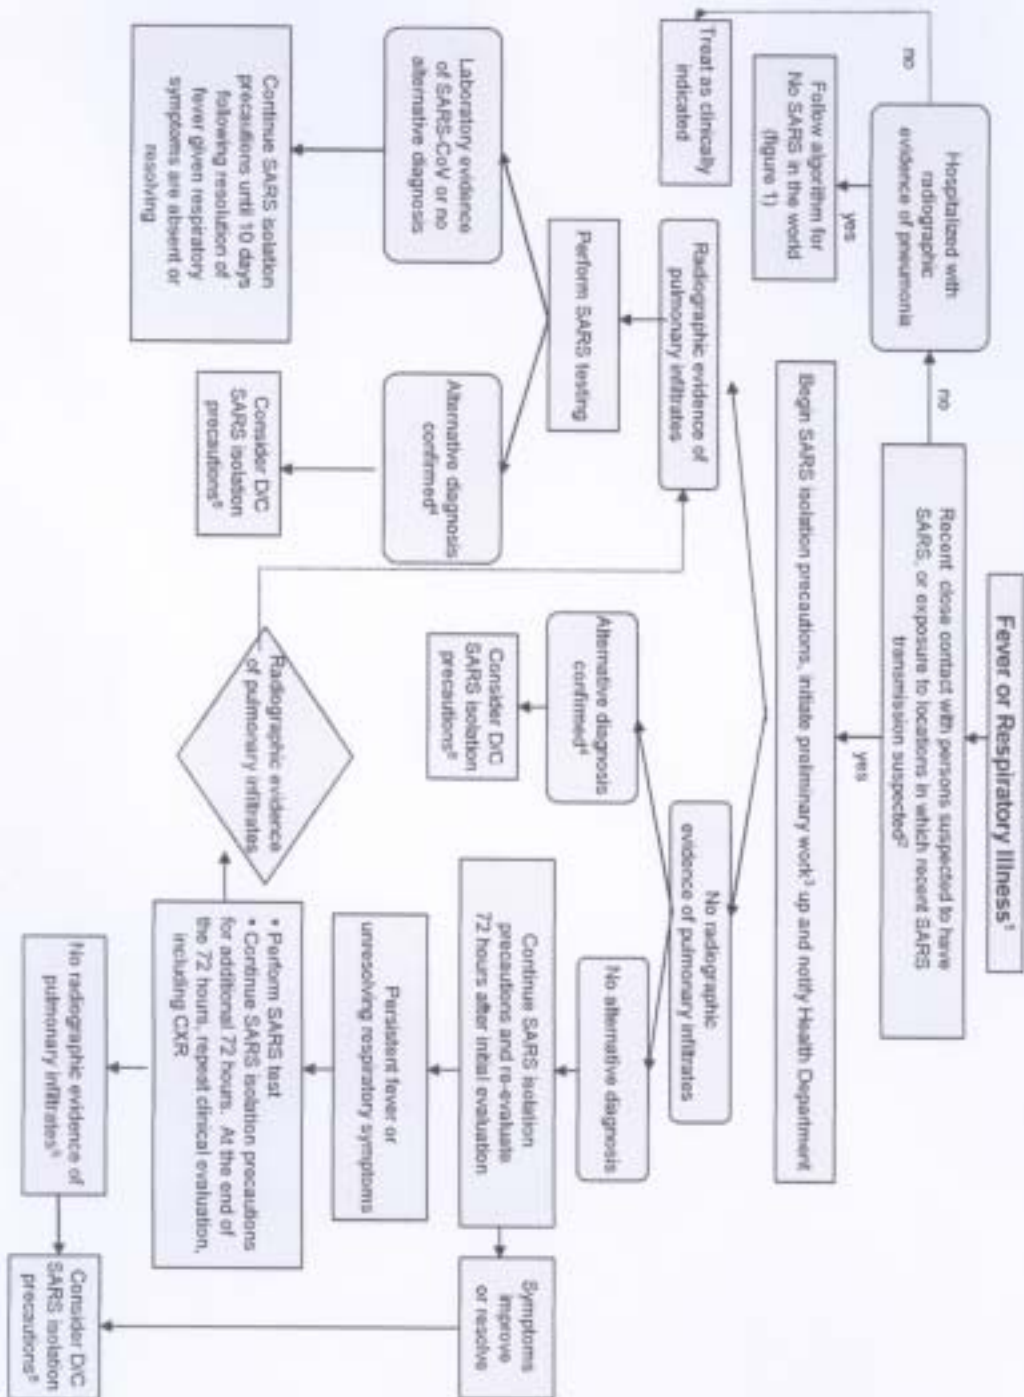 Fever or Respiratory Illness¹
Recent close contact with persons suspected to have
SARS, or exposure to locations in which recent SARS
transmission suspected²
no
yes
Hospitalized with
radiographic
evidence of pneumonia
no
yes
Treat as clinically
indicated
Follow algorithm for
No SARS in the world
(figure 1)
Begin SARS isolation precautions, initiate preliminary work³ up and notify Health Department
Radiographic evidence of
pulmonary infiltrates
No radiographic
evidence of pulmonary infiltrates
Perform SARS testing
Alternative diagnosis
confirmed⁴
No alternative diagnosis
Laboratory evidence
of SARS-CoV or no
alternative diagnosis
Alternative diagnosis
confirmed⁴
Consider D/C
SARS isolation
precautions⁵
Continue SARS isolation
precautions and re-evaluate
72 hours after initial evaluation
Symptoms
improve
or resolve
Continue SARS isolation
precautions until 10 days
following resolution of
fever given respiratory
symptoms are absent or
resolving
Consider D/C
SARS isolation
precautions⁵
Persistent fever or
unresolving respiratory symptoms
Radiographic evidence
of pulmonary infiltrates
• Perform SARS test
• Continue SARS isolation precautions
for additional 72 hours. At the end of
the 72 hours, repeat clinical evaluation,
including CXR
No radiographic evidence of
pulmonary infiltrates⁵
Consider D/C
SARS isolation
precautions⁵